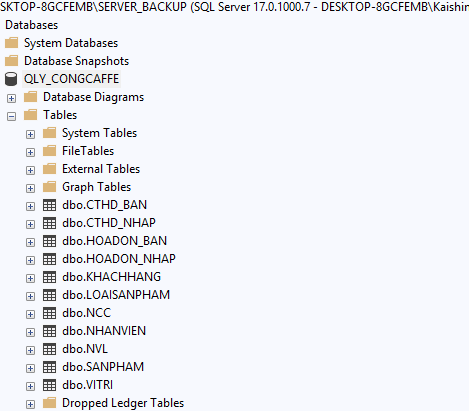 SKTOP-8GCFEMB\SERVER_BACKUP (SQL Server 17.0.1000.7 - DESKTOP-8GCFEMB\Kaishin
Databases
System Databases
Database Snapshots
QLY_CONGCAFFE
Database Diagrams
Tables
System Tables
FileTables
External Tables
Graph Tables
dbo.CTHD_BAN
dbo.CTHD_NHAP
dbo.HOADON_BAN
dbo.HOADON_NHAP
dbo.KHACHHANG
dbo.LOAISANPHAM
dbo.NCC
dbo.NHANVIEN
dbo.NVL
dbo.SANPHAM
dbo.VITRI
Dropped Ledger Tables